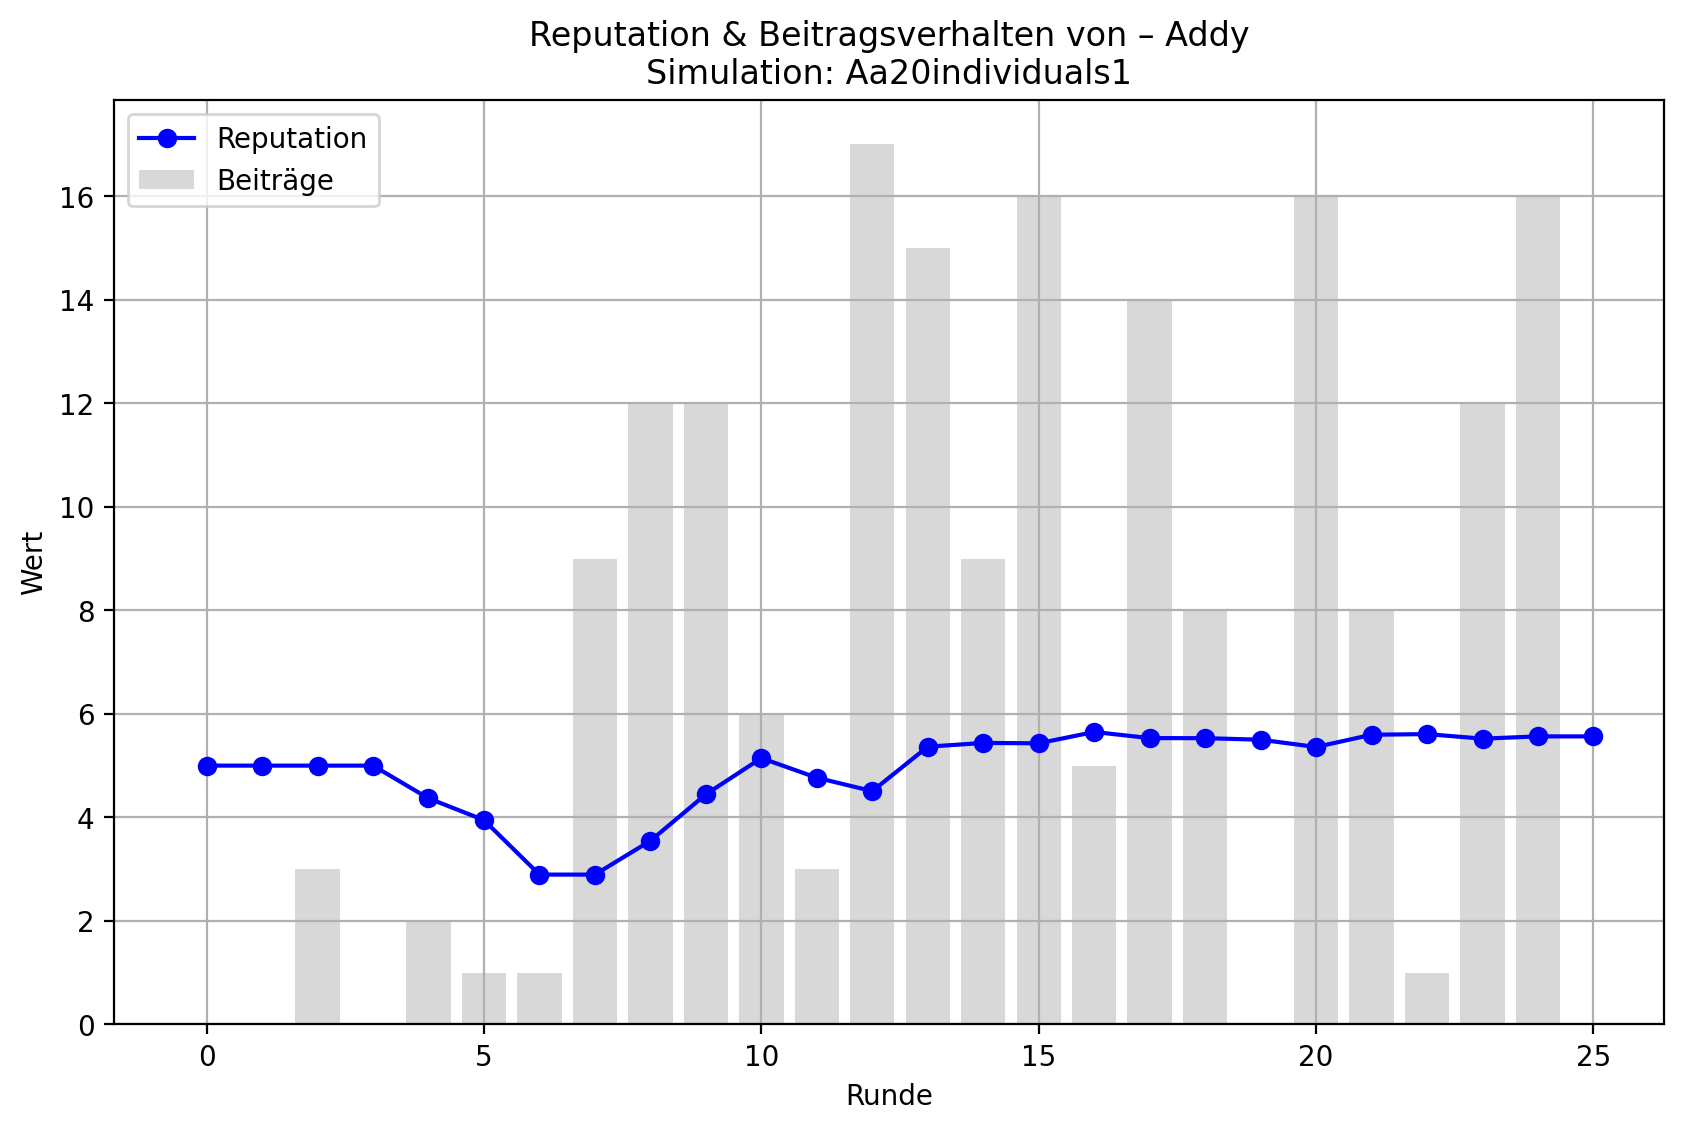 Reputation & Beitragsverhalten von – Addy
Simulation: Aa20individuals1
Reputation
Beiträge
16
14
12
10
8
6
4
2
0
Wert
0 5 10 15 20 25
Runde